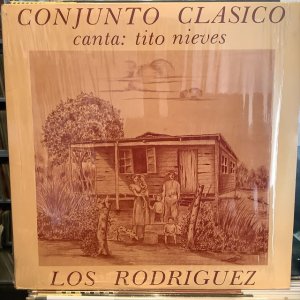 CONJUNTO CLASICO
canta: tito nieves
LOS RODRIGUEZ